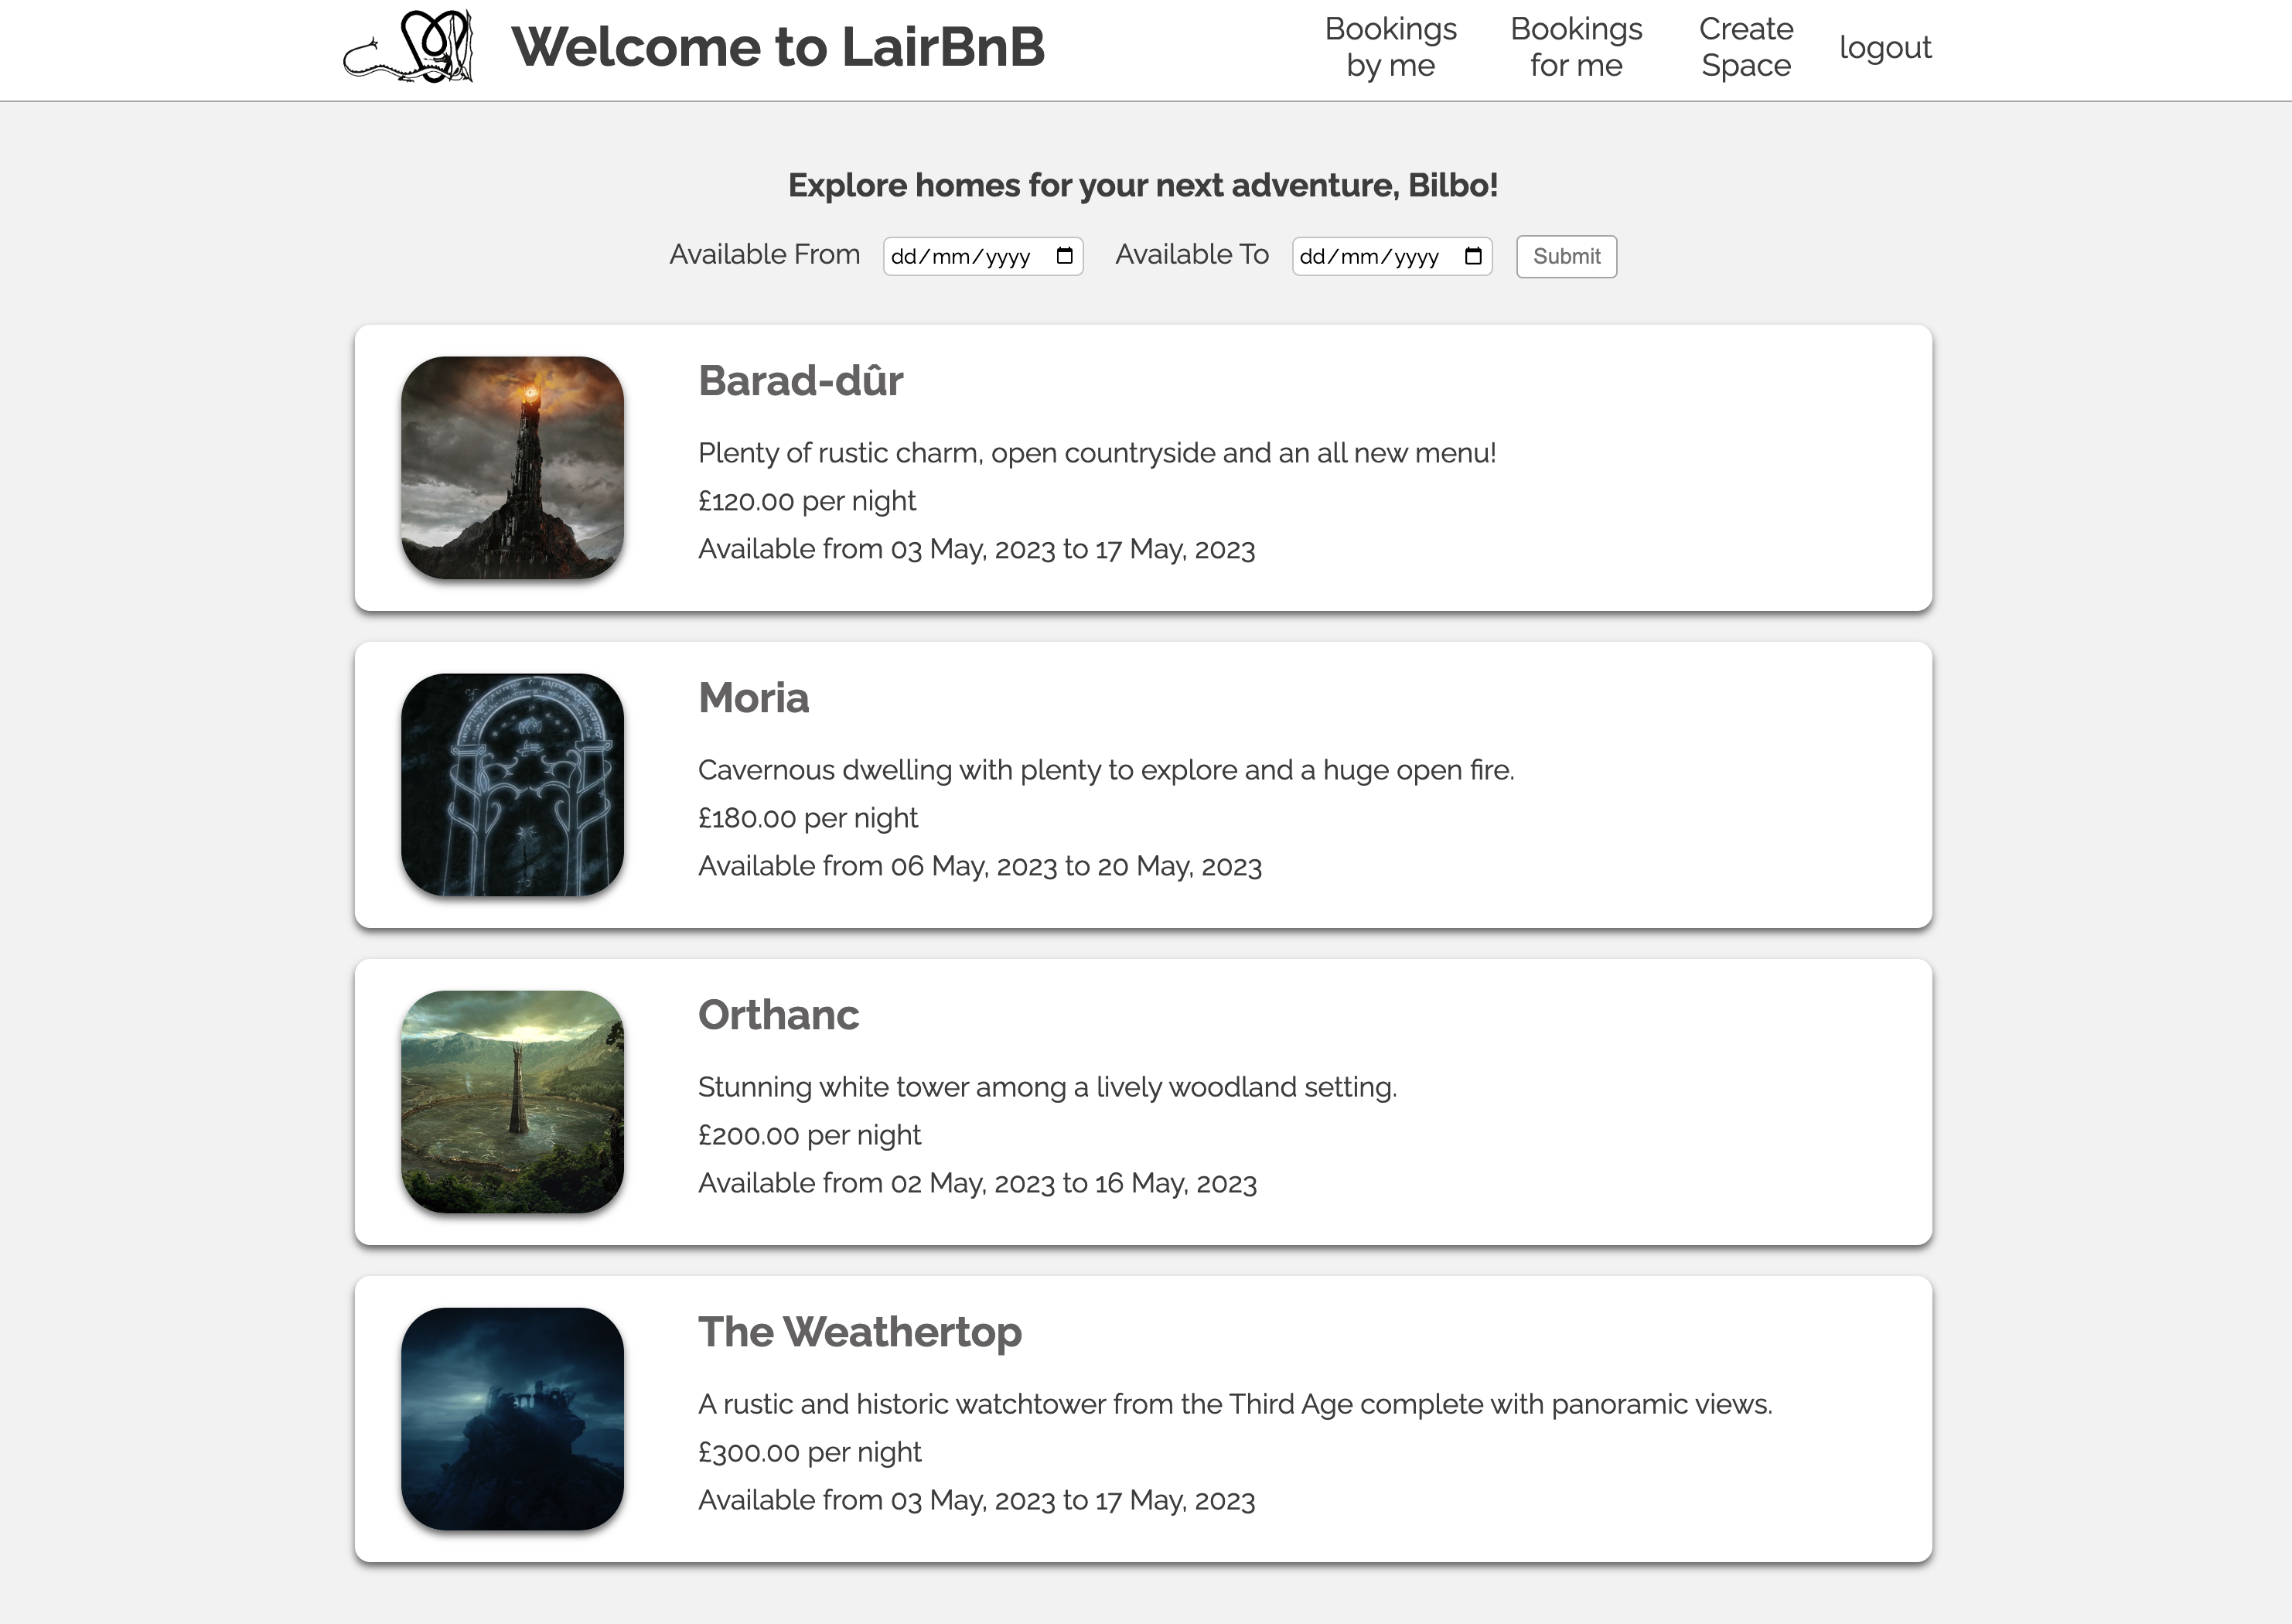 Welcome to LairBnB
Bookings
by me
Bookings
for me
Create
Space
logout
Explore homes for your next adventure, Bilbo!
Available From dd/mm/yyyy Available To dd/mm/yyyy Submit
Barad-dûr
Plenty of rustic charm, open countryside and an all new menu!
£120.00 per night
Available from 03 May, 2023 to 17 May, 2023
Moria
Cavernous dwelling with plenty to explore and a huge open fire.
£180.00 per night
Available from 06 May, 2023 to 20 May, 2023
Orthanc
Stunning white tower among a lively woodland setting.
£200.00 per night
Available from 02 May, 2023 to 16 May, 2023
The Weathertop
A rustic and historic watchtower from the Third Age complete with panoramic views.
£300.00 per night
Available from 03 May, 2023 to 17 May, 2023